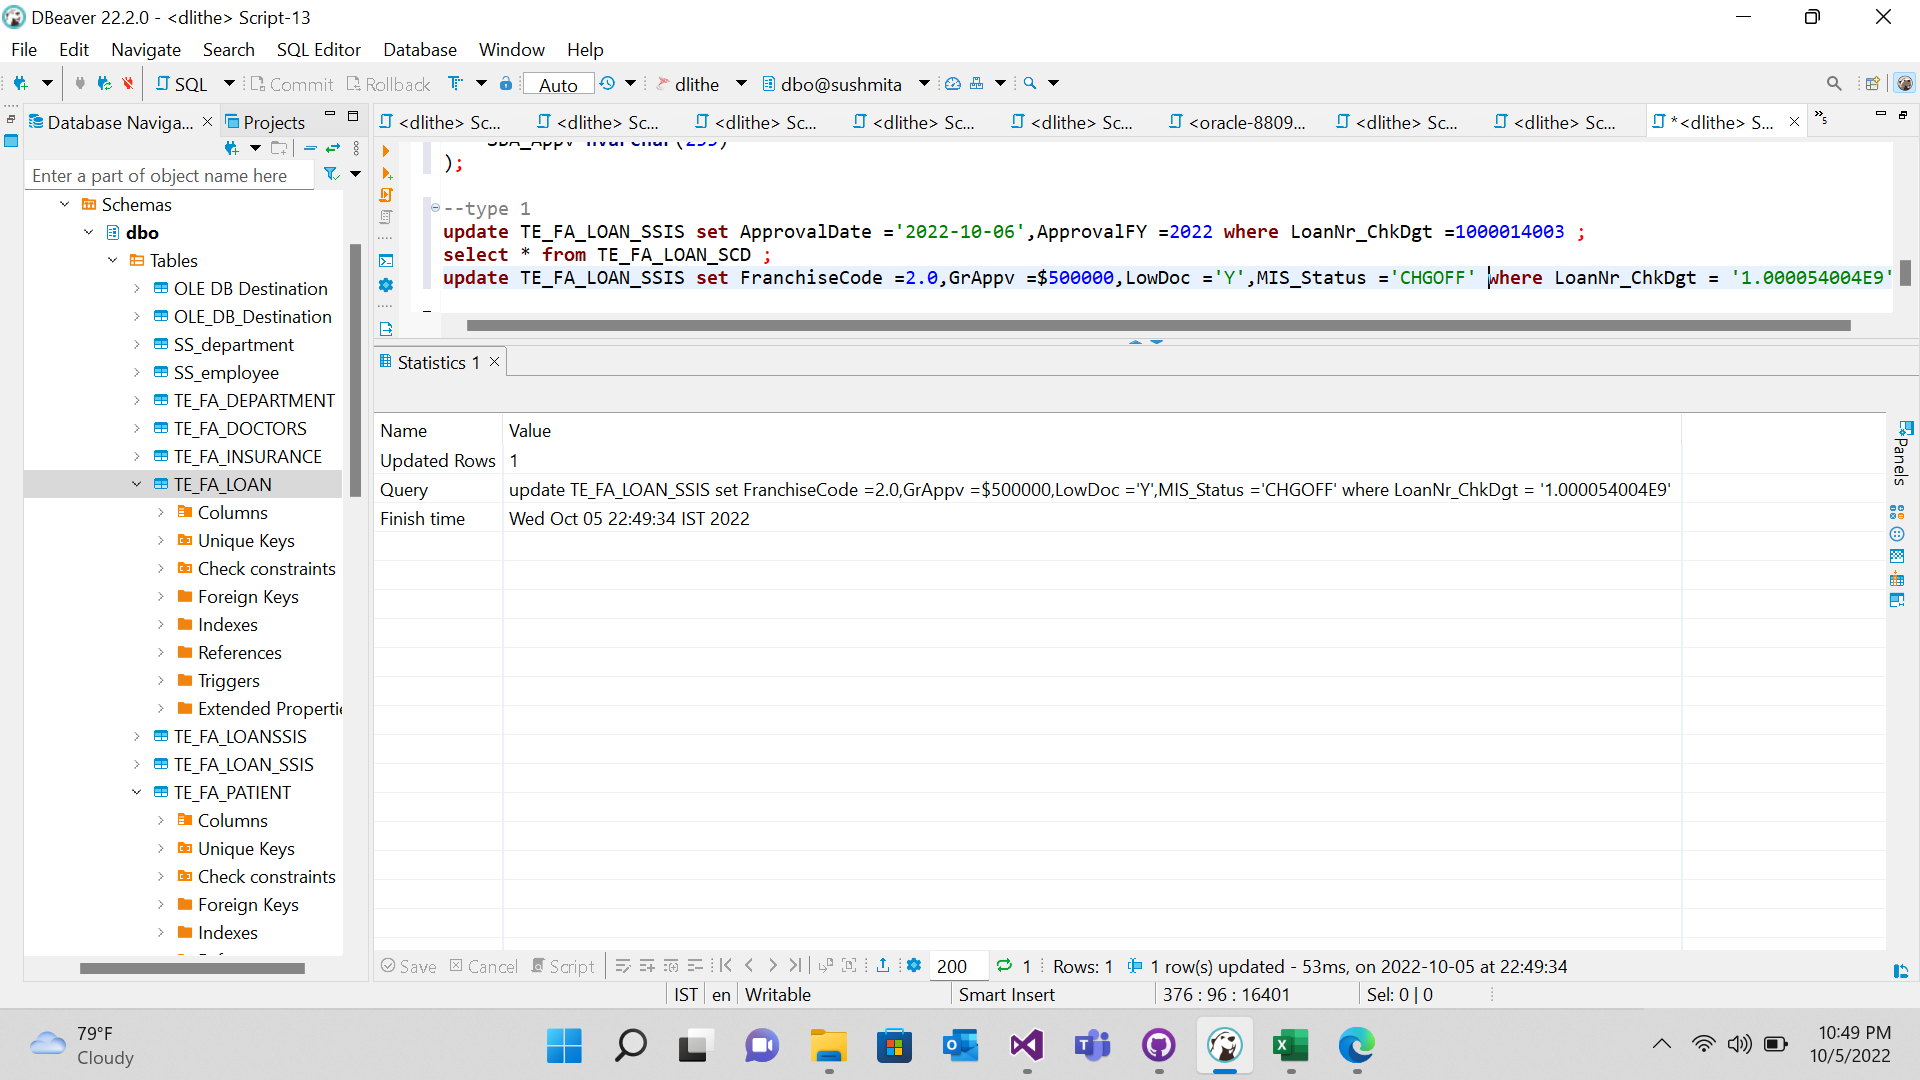 DBeaver 22.2.0 - <dlithe> Script-13
File Edit Navigate Search SQL Editor Database Window Help
SQL Commit Rollback Auto dlithe dbo@sushmita
Database Naviga... Projects
<dlithe> Sc... <dlithe> Sc... <dlithe> Sc... <dlithe> Sc... <dlithe> Sc... <oracle-8809... <dlithe> Sc... <dlithe> Sc... *<dlithe> S... »5
Enter a part of object name here
Schemas
dbo
Tables
OLE DB Destination
OLE_DB_Destination
SS_department
SS_employee
TE_FA_DEPARTMENT
TE_FA_DOCTORS
TE_FA_INSURANCE
TE_FA_LOAN
Columns
Unique Keys
Check constraints
Foreign Keys
Indexes
References
Triggers
Extended Propertie
TE_FA_LOANSSIS
TE_FA_LOAN_SSIS
TE_FA_PATIENT
Columns
Unique Keys
Check constraints
Foreign Keys
Indexes
);
--type 1
update TE_FA_LOAN_SSIS set ApprovalDate ='2022-10-06',ApprovalFY =2022 where LoanNr_ChkDgt =1000014003 ;
select * from TE_FA_LOAN_SCD ;
update TE_FA_LOAN_SSIS set FranchiseCode =2.0,GrAppv =$500000,LowDoc ='Y',MIS_Status ='CHGOFF' where LoanNr_ChkDgt = '1.000054004E9'
Statistics 1
Name Value
Updated Rows 1
Query update TE_FA_LOAN_SSIS set FranchiseCode =2.0,GrAppv =$500000,LowDoc ='Y',MIS_Status ='CHGOFF' where LoanNr_ChkDgt = '1.000054004E9'
Finish time Wed Oct 05 22:49:34 IST 2022
Panels
Save Cancel Script 200 1 Rows: 1 1 row(s) updated - 53ms, on 2022-10-05 at 22:49:34
IST en Writable Smart Insert 376 : 96 : 16401 Sel: 0 | 0
79°F
Cloudy
10:49 PM
10/5/2022